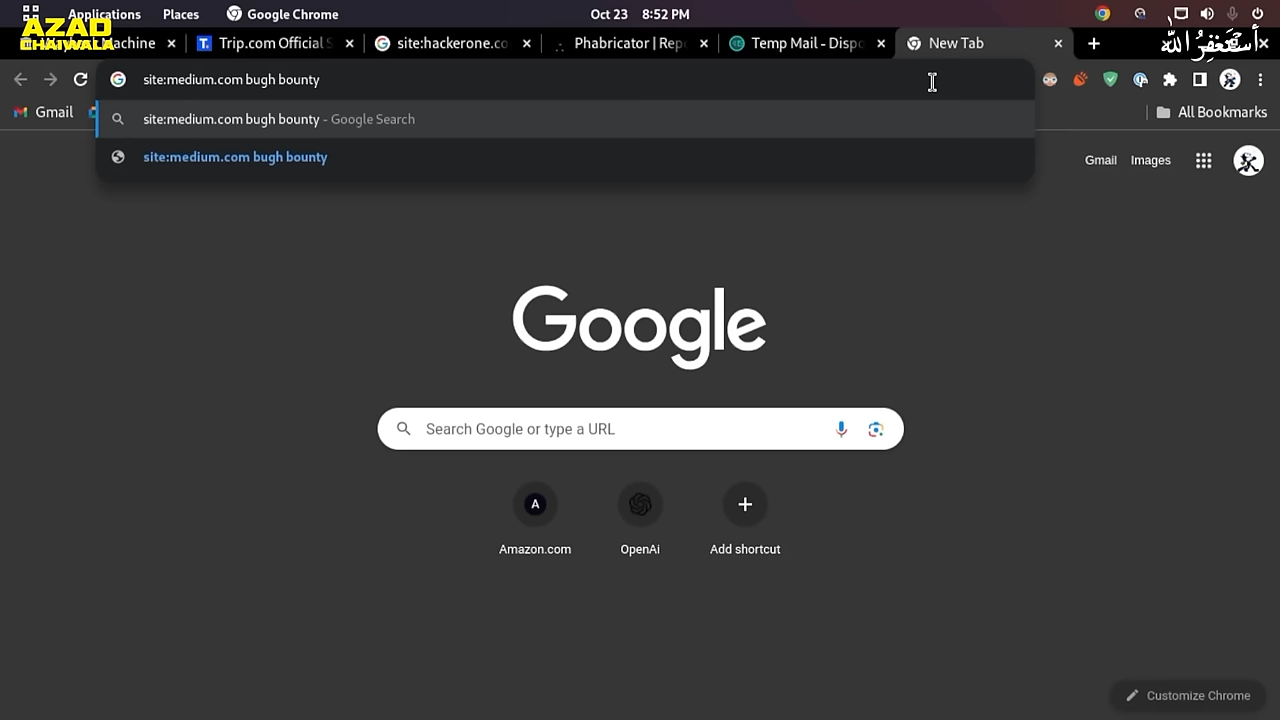 Applications Places Google Chrome Oct 23 8:52 PM
AZAD
CHAIWALA
Machine Trip.com Official S site:hackerone.co Phabricator | Rep Temp Mail - Dispo New Tab
أستغفر الله
site:medium.com bugh bounty
site:medium.com bugh bounty - Google Search
site:medium.com bugh bounty
Gmail
All Bookmarks
Gmail Images
Google
Search Google or type a URL
A
Amazon.com OpenAi Add shortcut
Customize Chrome